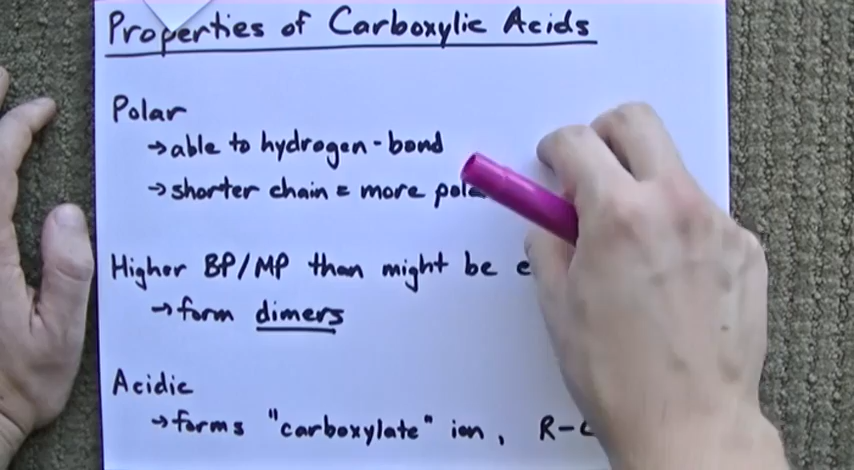 Properties of Carboxylic Acids
Polar
→ able to hydrogen-bond
→ shorter chain = more
Higher BP/MP than might be
→ form dimers
Acidic
→ forms "carboxylate" ion, R-